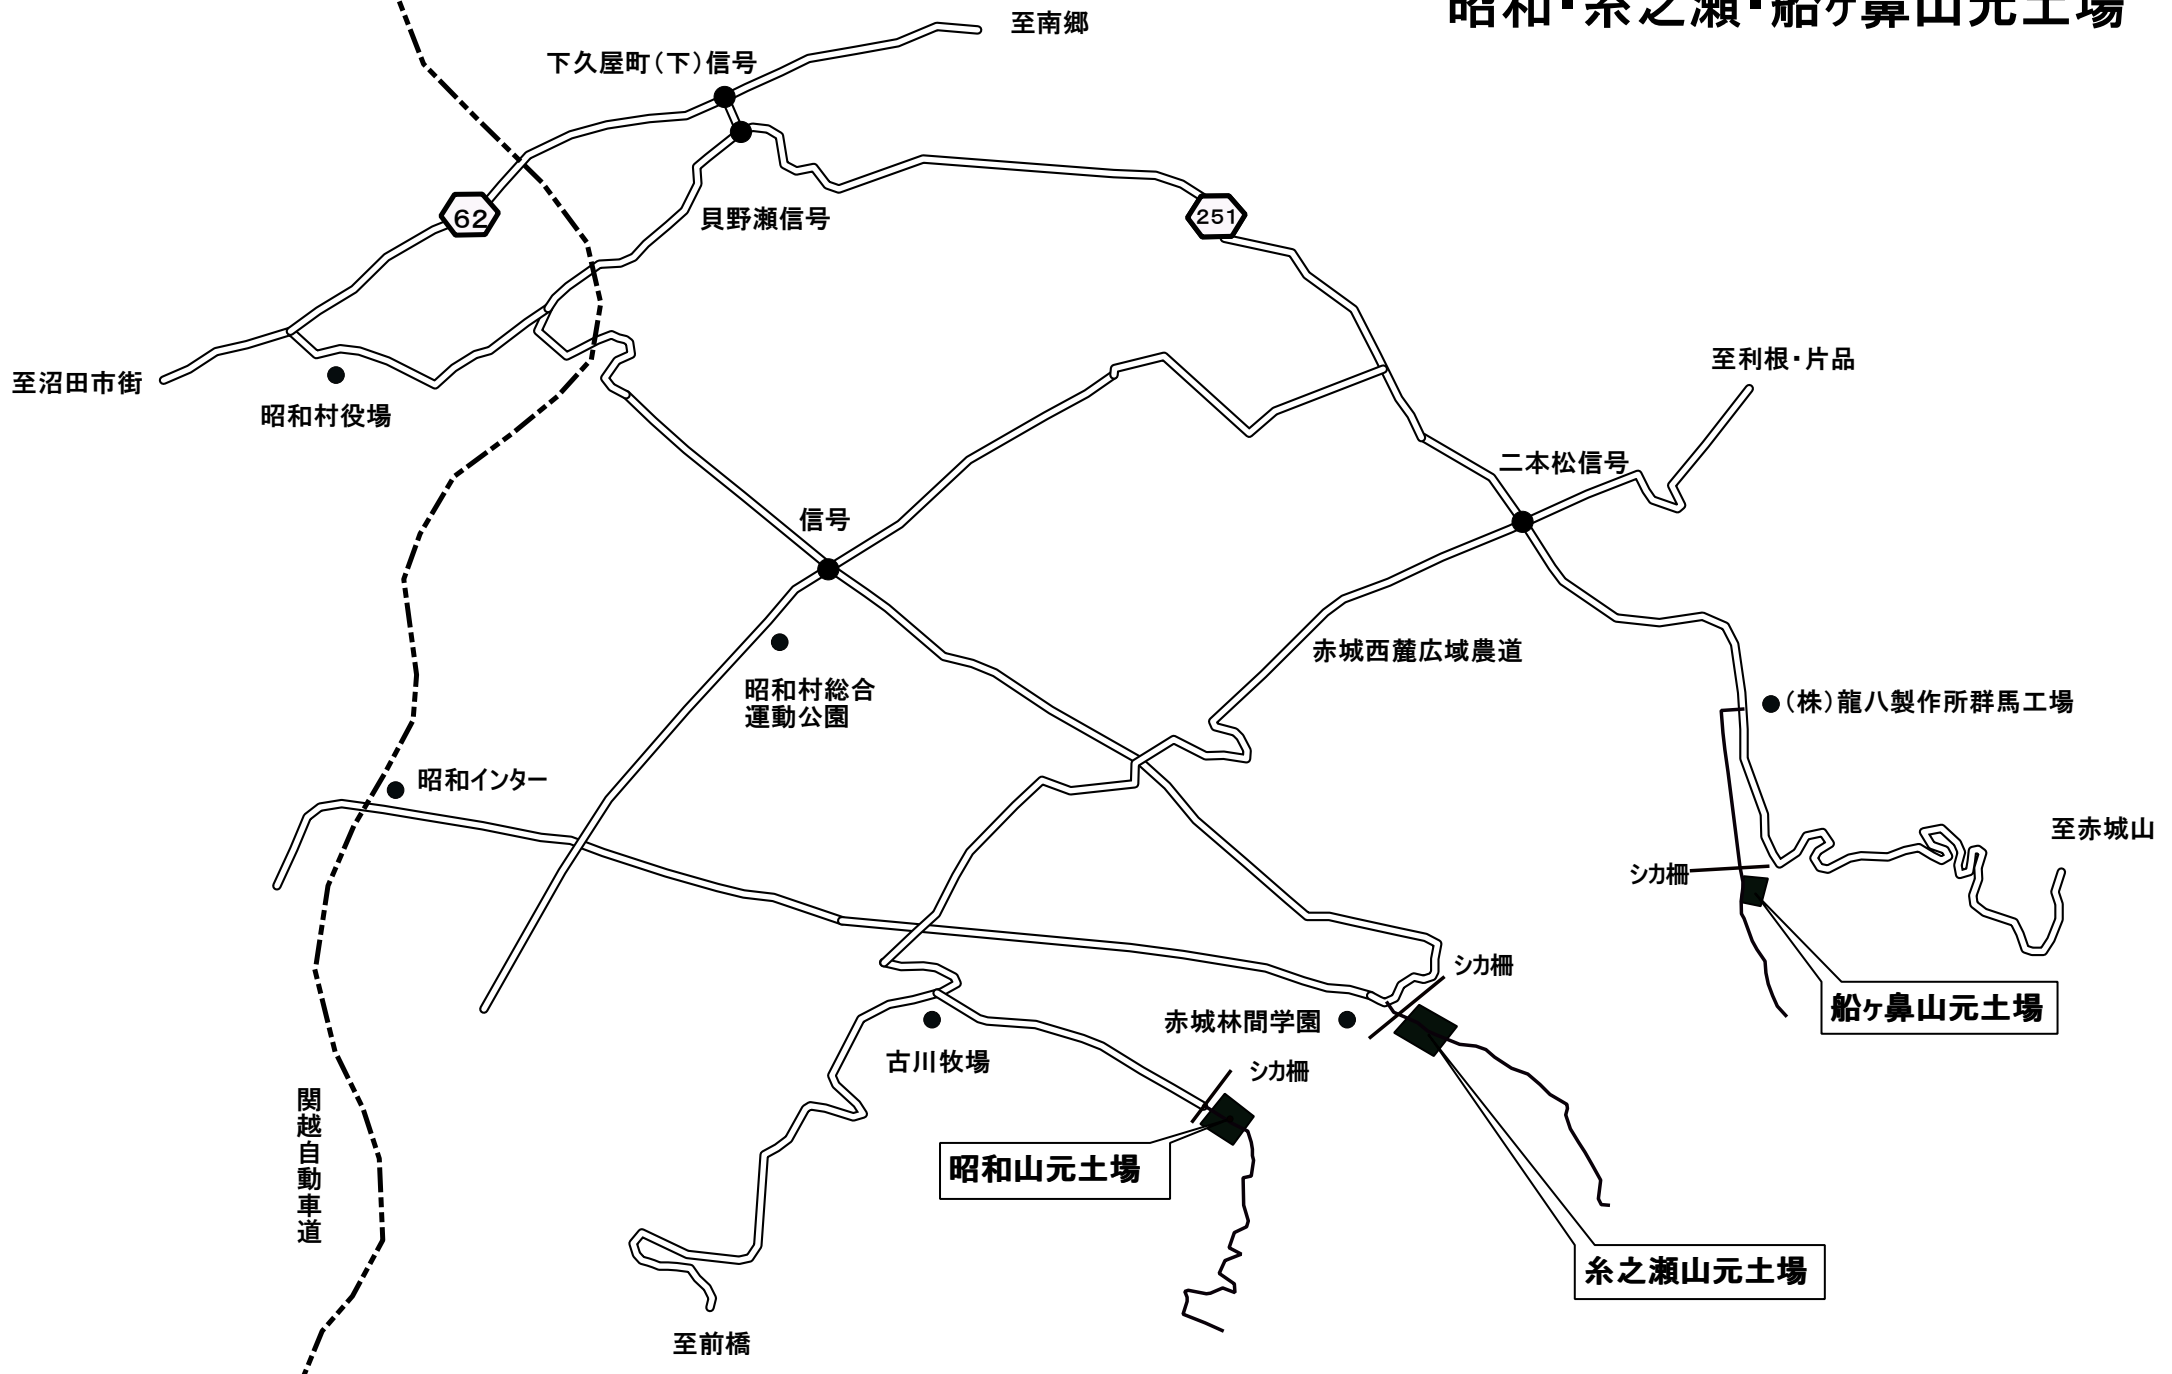 昭和・糸之瀬・船ヶ鼻山元土場
至南郷
下久屋町（下）信号
62
貝野瀬信号
251
至沼田市街
昭和村役場
至利根・片品
二本松信号
信号
赤城西麓広域農道
昭和村総合
運動公園
（株）龍八製作所群馬工場
昭和インター
至赤城山
シカ柵
シカ柵
船ヶ鼻山元土場
赤城林間学園
古川牧場
シカ柵
関越自動車道
昭和山元土場
糸之瀬山元土場
至前橋